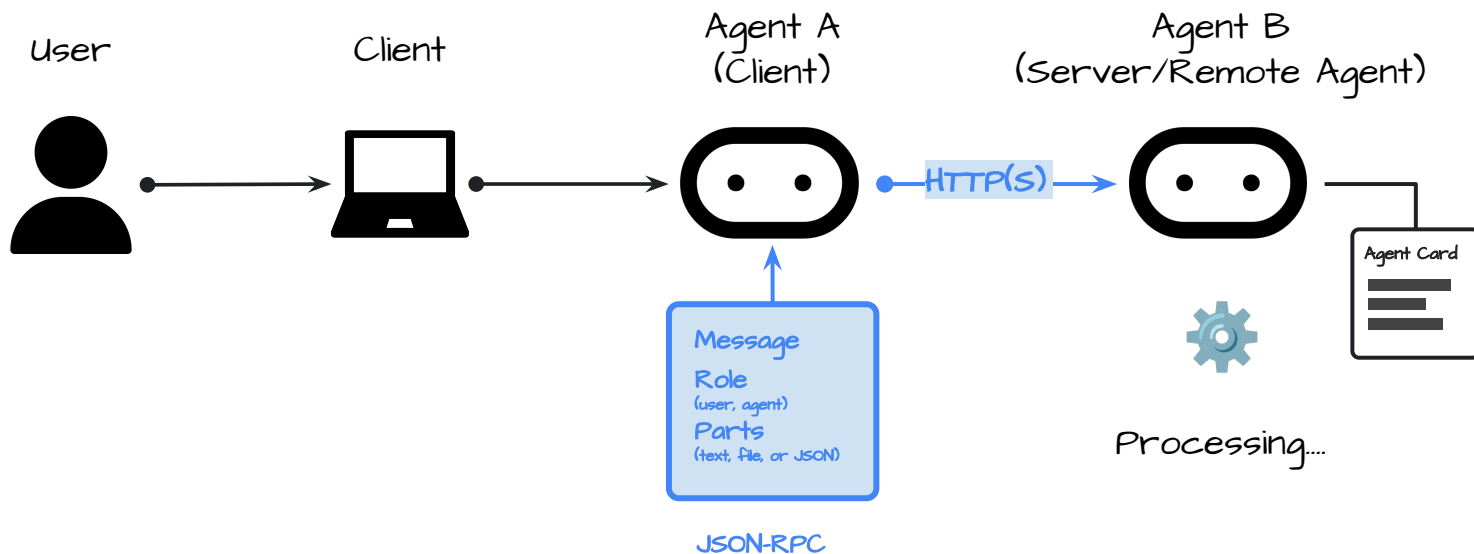 User
Client
Agent A
(Client)
Agent B
(Server/Remote Agent)
HTTP(S)
Agent Card
Message
Role
(user, agent)
Parts
(text, file, or JSON)
Processing....
JSON-RPC